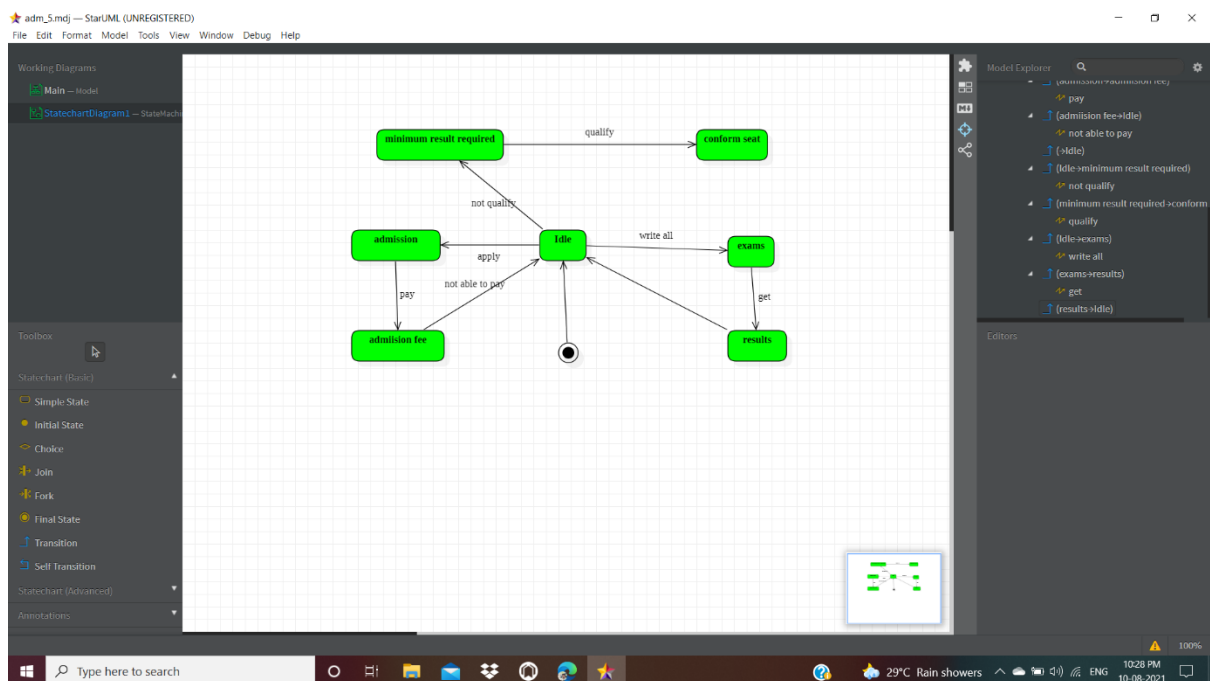 adm_5.mdj — StarUML (UNREGISTERED)
File Edit Format Model Tools View Window Debug Help
Working Diagrams
Main — Model
StatechartDiagram1 — StateMachi
Toolbox
Statechart (Basic)
Simple State
Initial State
Choice
Join
Fork
Final State
Transition
Self Transition
Statechart (Advanced)
Annotations
minimum result required
qualify
conform seat
not qualify
admission
Idle
write all
exams
apply
not able to pay
pay
get
admiision fee
results
Model Explorer
(admission→admiision fee)
pay
(admiision fee→Idle)
not able to pay
(→Idle)
(Idle→minimum result required)
not qualify
(minimum result required→conform
qualify
(Idle→exams)
write all
(exams→results)
get
(results→Idle)
Editors
100%
Type here to search
29°C Rain showers
ENG
10:28 PM
10-08-2021